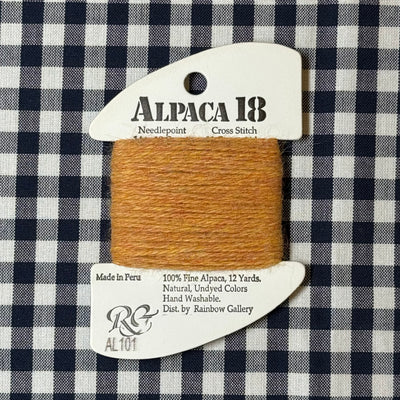 ALPACA 18
Needlepoint Cross Stitch
Made in Peru
100% Fine Alpaca, 12 Yards.
Natural, Undyed Colors
Hand Washable.
Dist. by Rainbow Gallery
RG
AL101